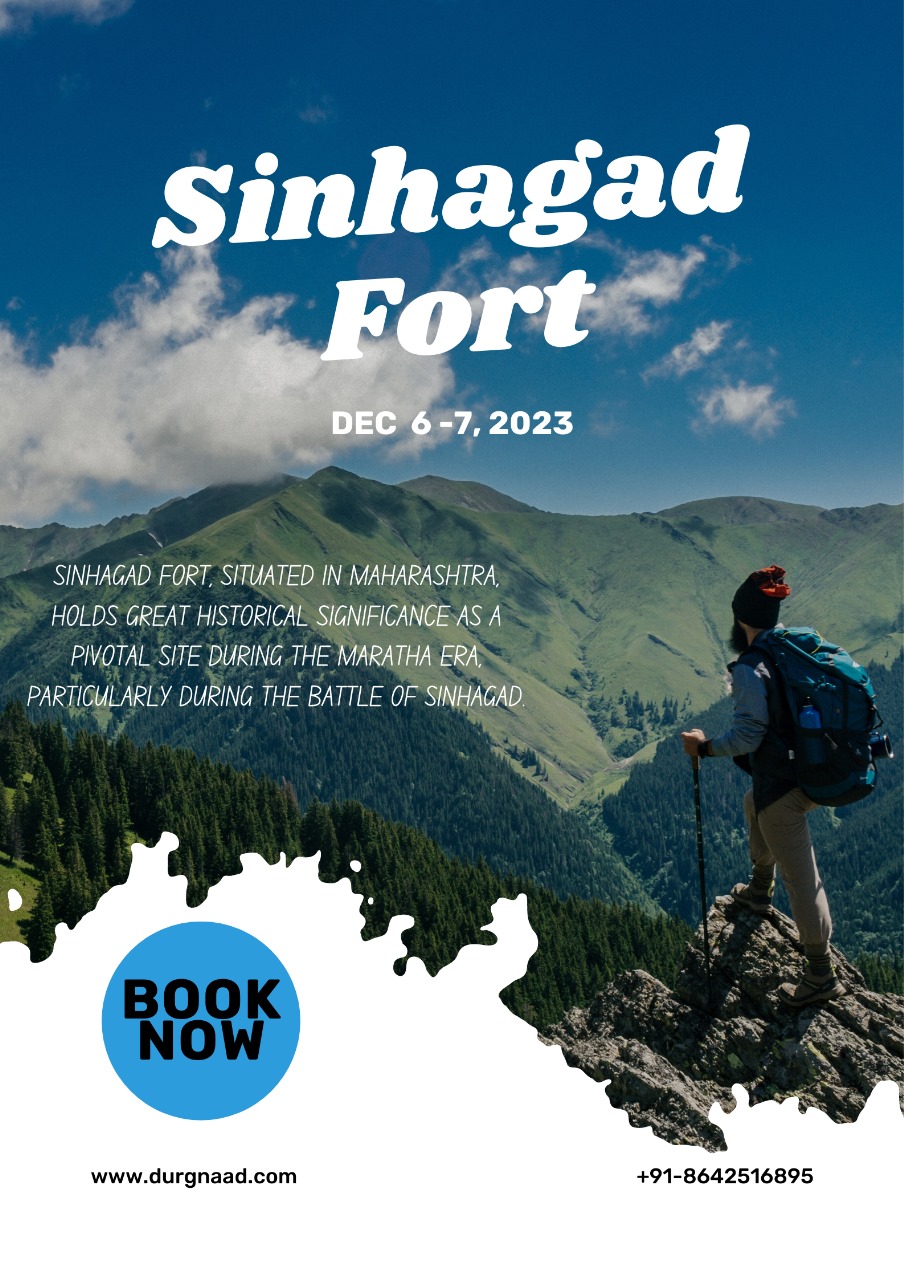 Sinhagad
Fort
DEC 6 -7, 2023
SINHAGAD FORT, SITUATED IN MAHARASHTRA,
HOLDS GREAT HISTORICAL SIGNIFICANCE AS A
PIVOTAL SITE DURING THE MARATHA ERA,
PARTICULARLY DURING THE BATTLE OF SINHAGAD.
BOOK
NOW
www.durgnaad.com
+91-8642516895